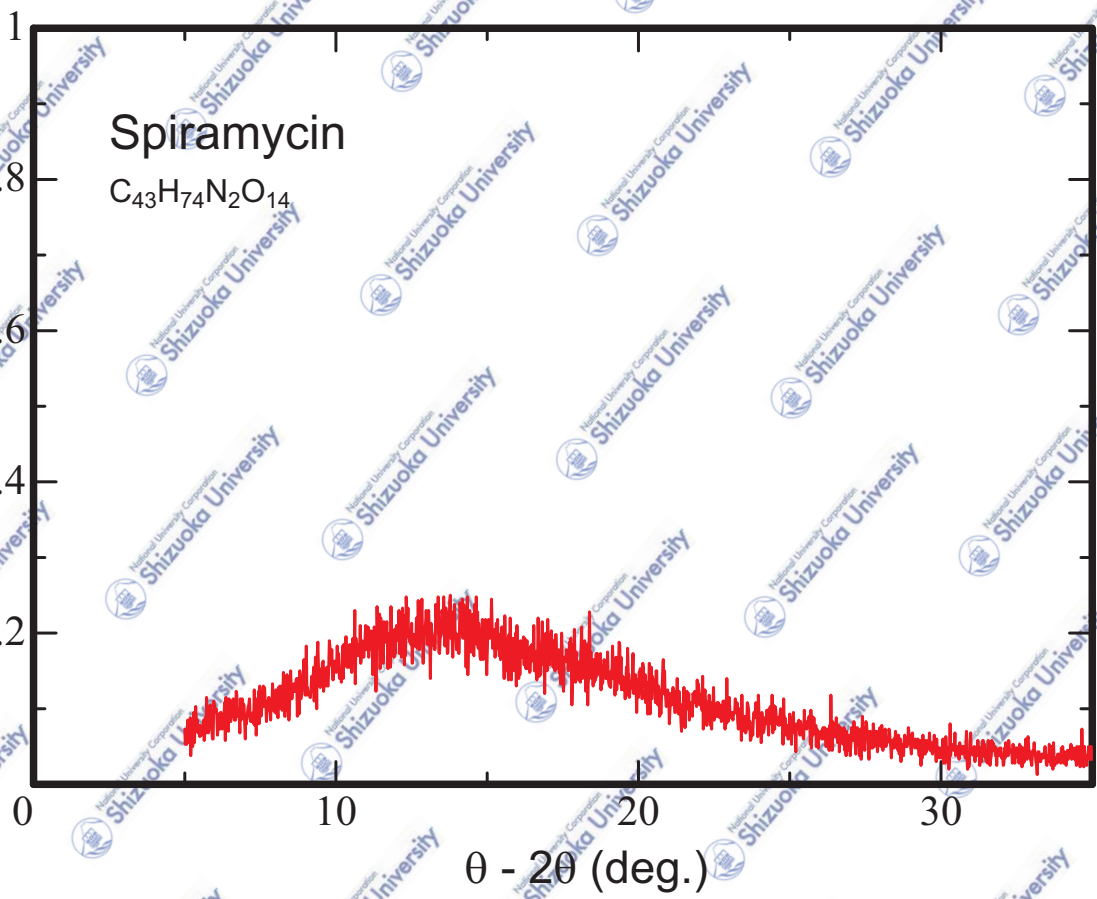 1
Spiramycin
.8
C₄₃H₇₄N₂O₁₄
.6
.4
.2
0 10 20 30
θ - 2θ (deg.)
National University Corporation
Shizuoka University